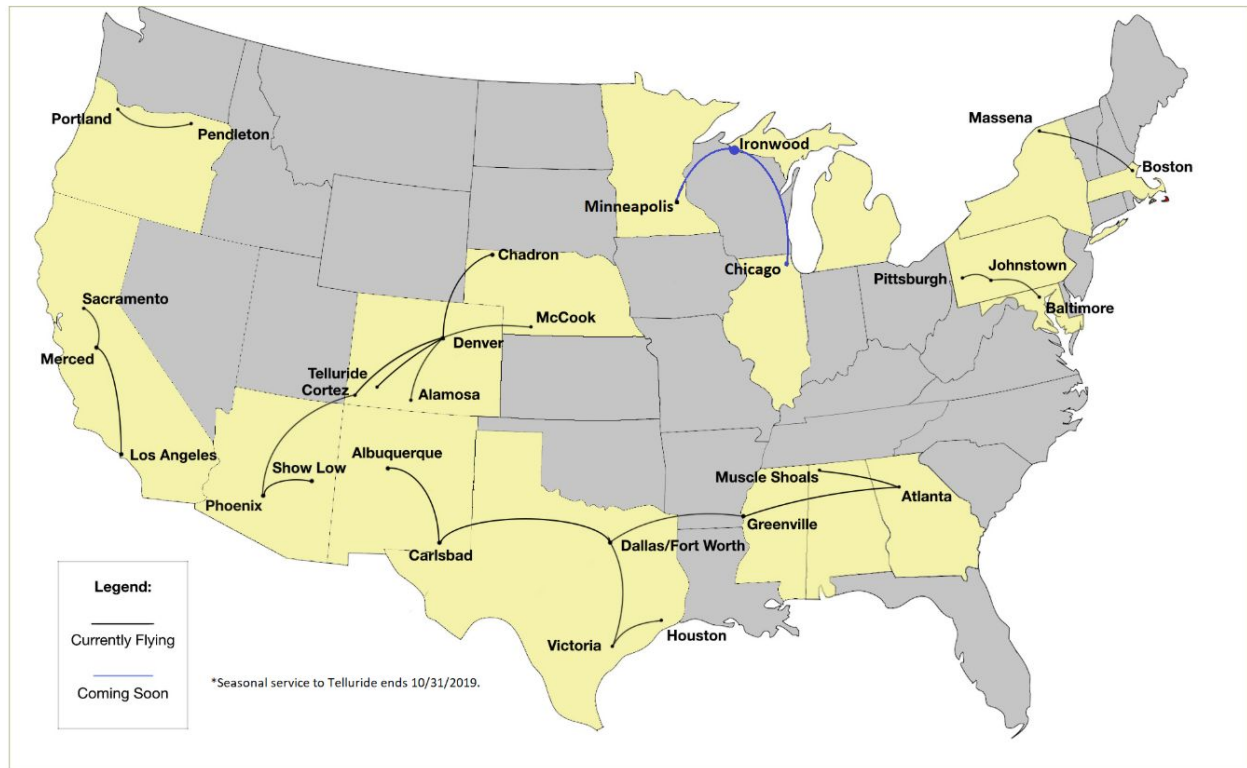 Massena
Portland
Pendleton
Ironwood
Boston
Minneapolis
Chadron
Chicago
Pittsburgh
Johnstown
Sacramento
Baltimore
McCook
Merced
Denver
Telluride
Cortez
Alamosa
Los Angeles
Albuquerque
Show Low
Muscle Shoals
Atlanta
Phoenix
Greenville
Carlsbad
Dallas/Fort Worth
Legend:
Currently Flying
Coming Soon
Victoria
Houston
*Seasonal service to Telluride ends 10/31/2019.